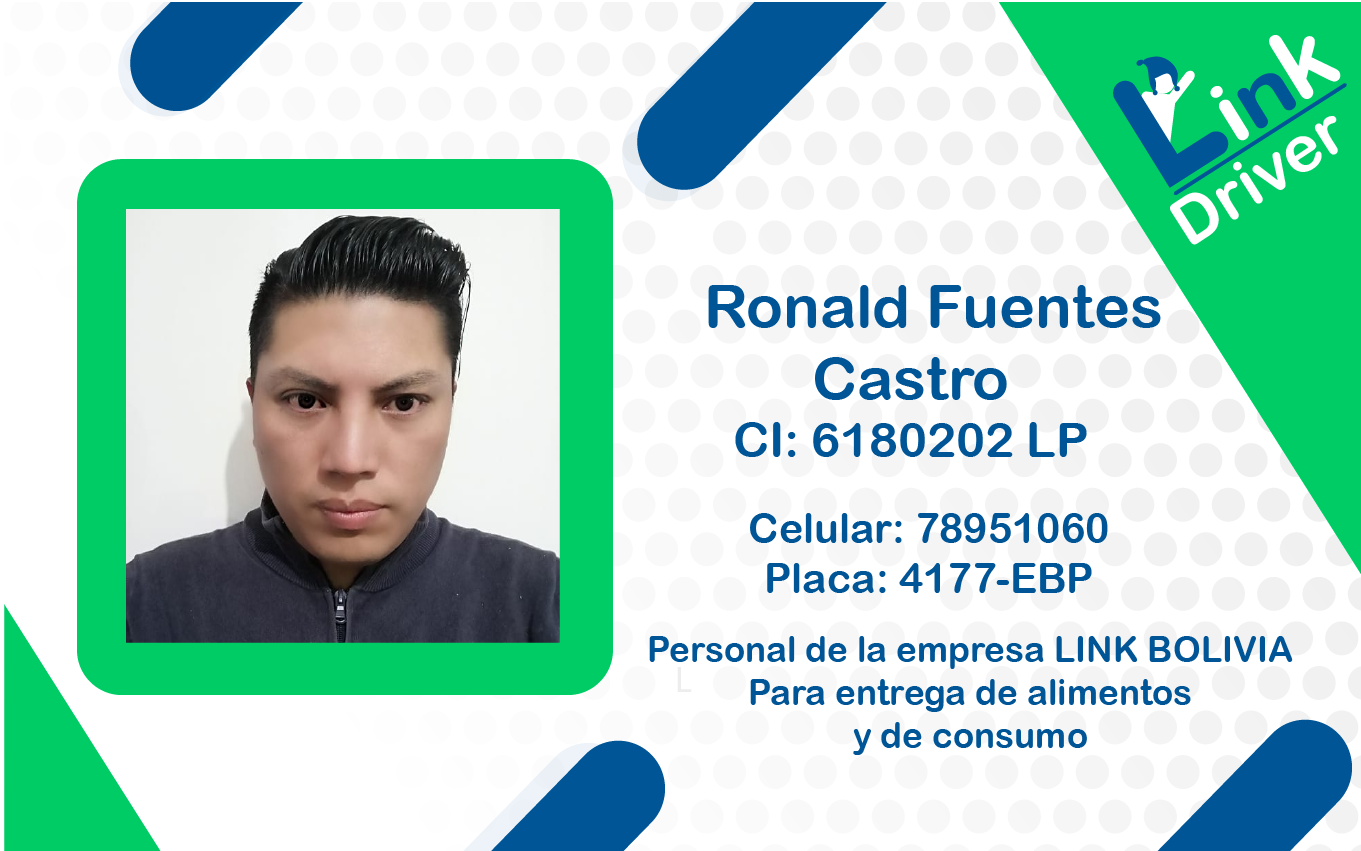 Link
Driver
Ronald Fuentes
Castro
CI: 6180202 LP
Celular: 78951060
Placa: 4177-EBP
Personal de la empresa LINK BOLIVIA
L
Para entrega de alimentos
y de consumo